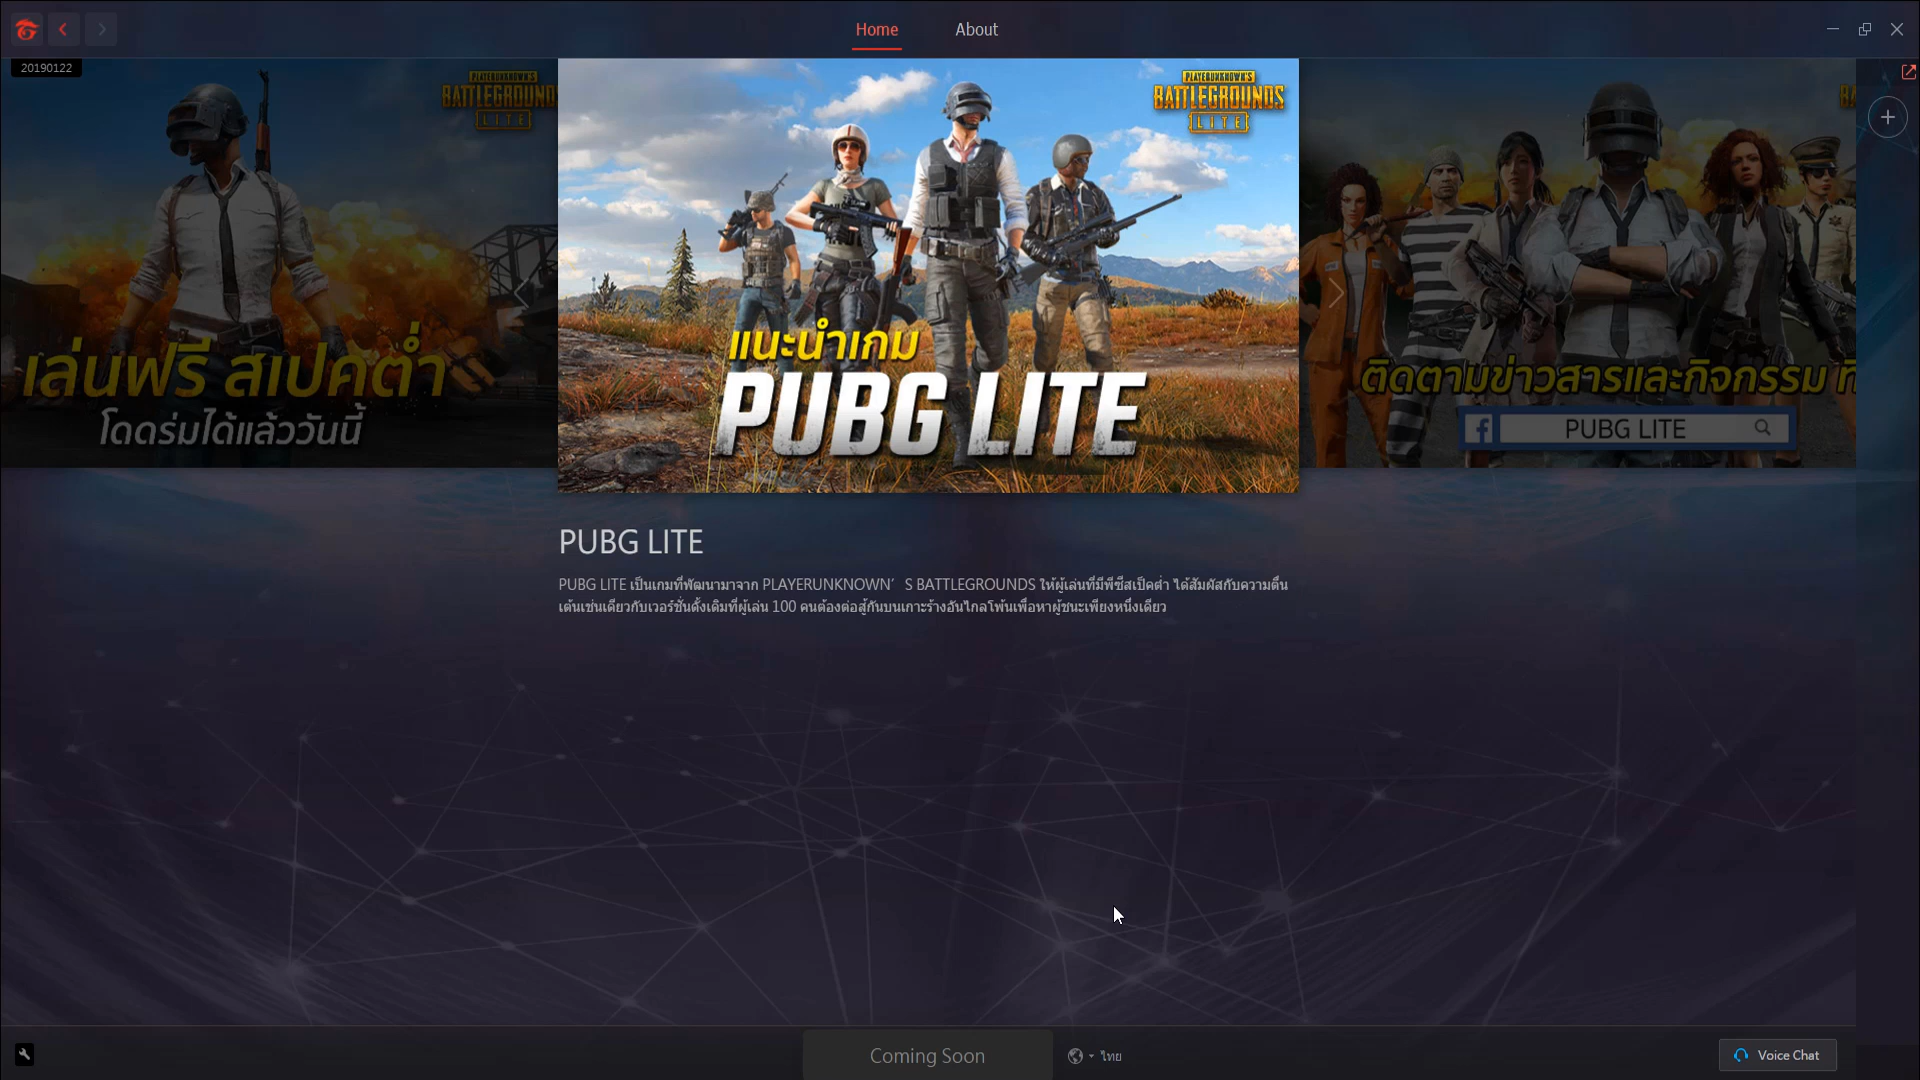 Home
About
20190122
PLAYERUNKNOWN'S
BATTLEGROUNDS
LITE
เล่นฟรี สเปคต่ำ
โดดร่มได้แล้ววันนี้
PLAYERUNKNOWN'S
BATTLEGROUNDS
LITE
แนะนำเกม
PUBG LITE
ติดตามข่าวสารและกิจกรรม
PUBG LITE
PUBG LITE
PUBG LITE เป็นเกมที่พัฒนามาจาก PLAYERUNKNOWN’S BATTLEGROUNDS ให้ผู้เล่นที่มีพีซีสเป็คต่ำ ได้สัมผัสกับความตื่น
เต้นเช่นเดียวกับเวอร์ชั่นดั้งเดิมที่ผู้เล่น 100 คนต้องต่อสู้กันบนเกาะร้างอันไกลโพ้นเพื่อหาผู้ชนะเพียงหนึ่งเดียว
Coming Soon
ไทย
Voice Chat